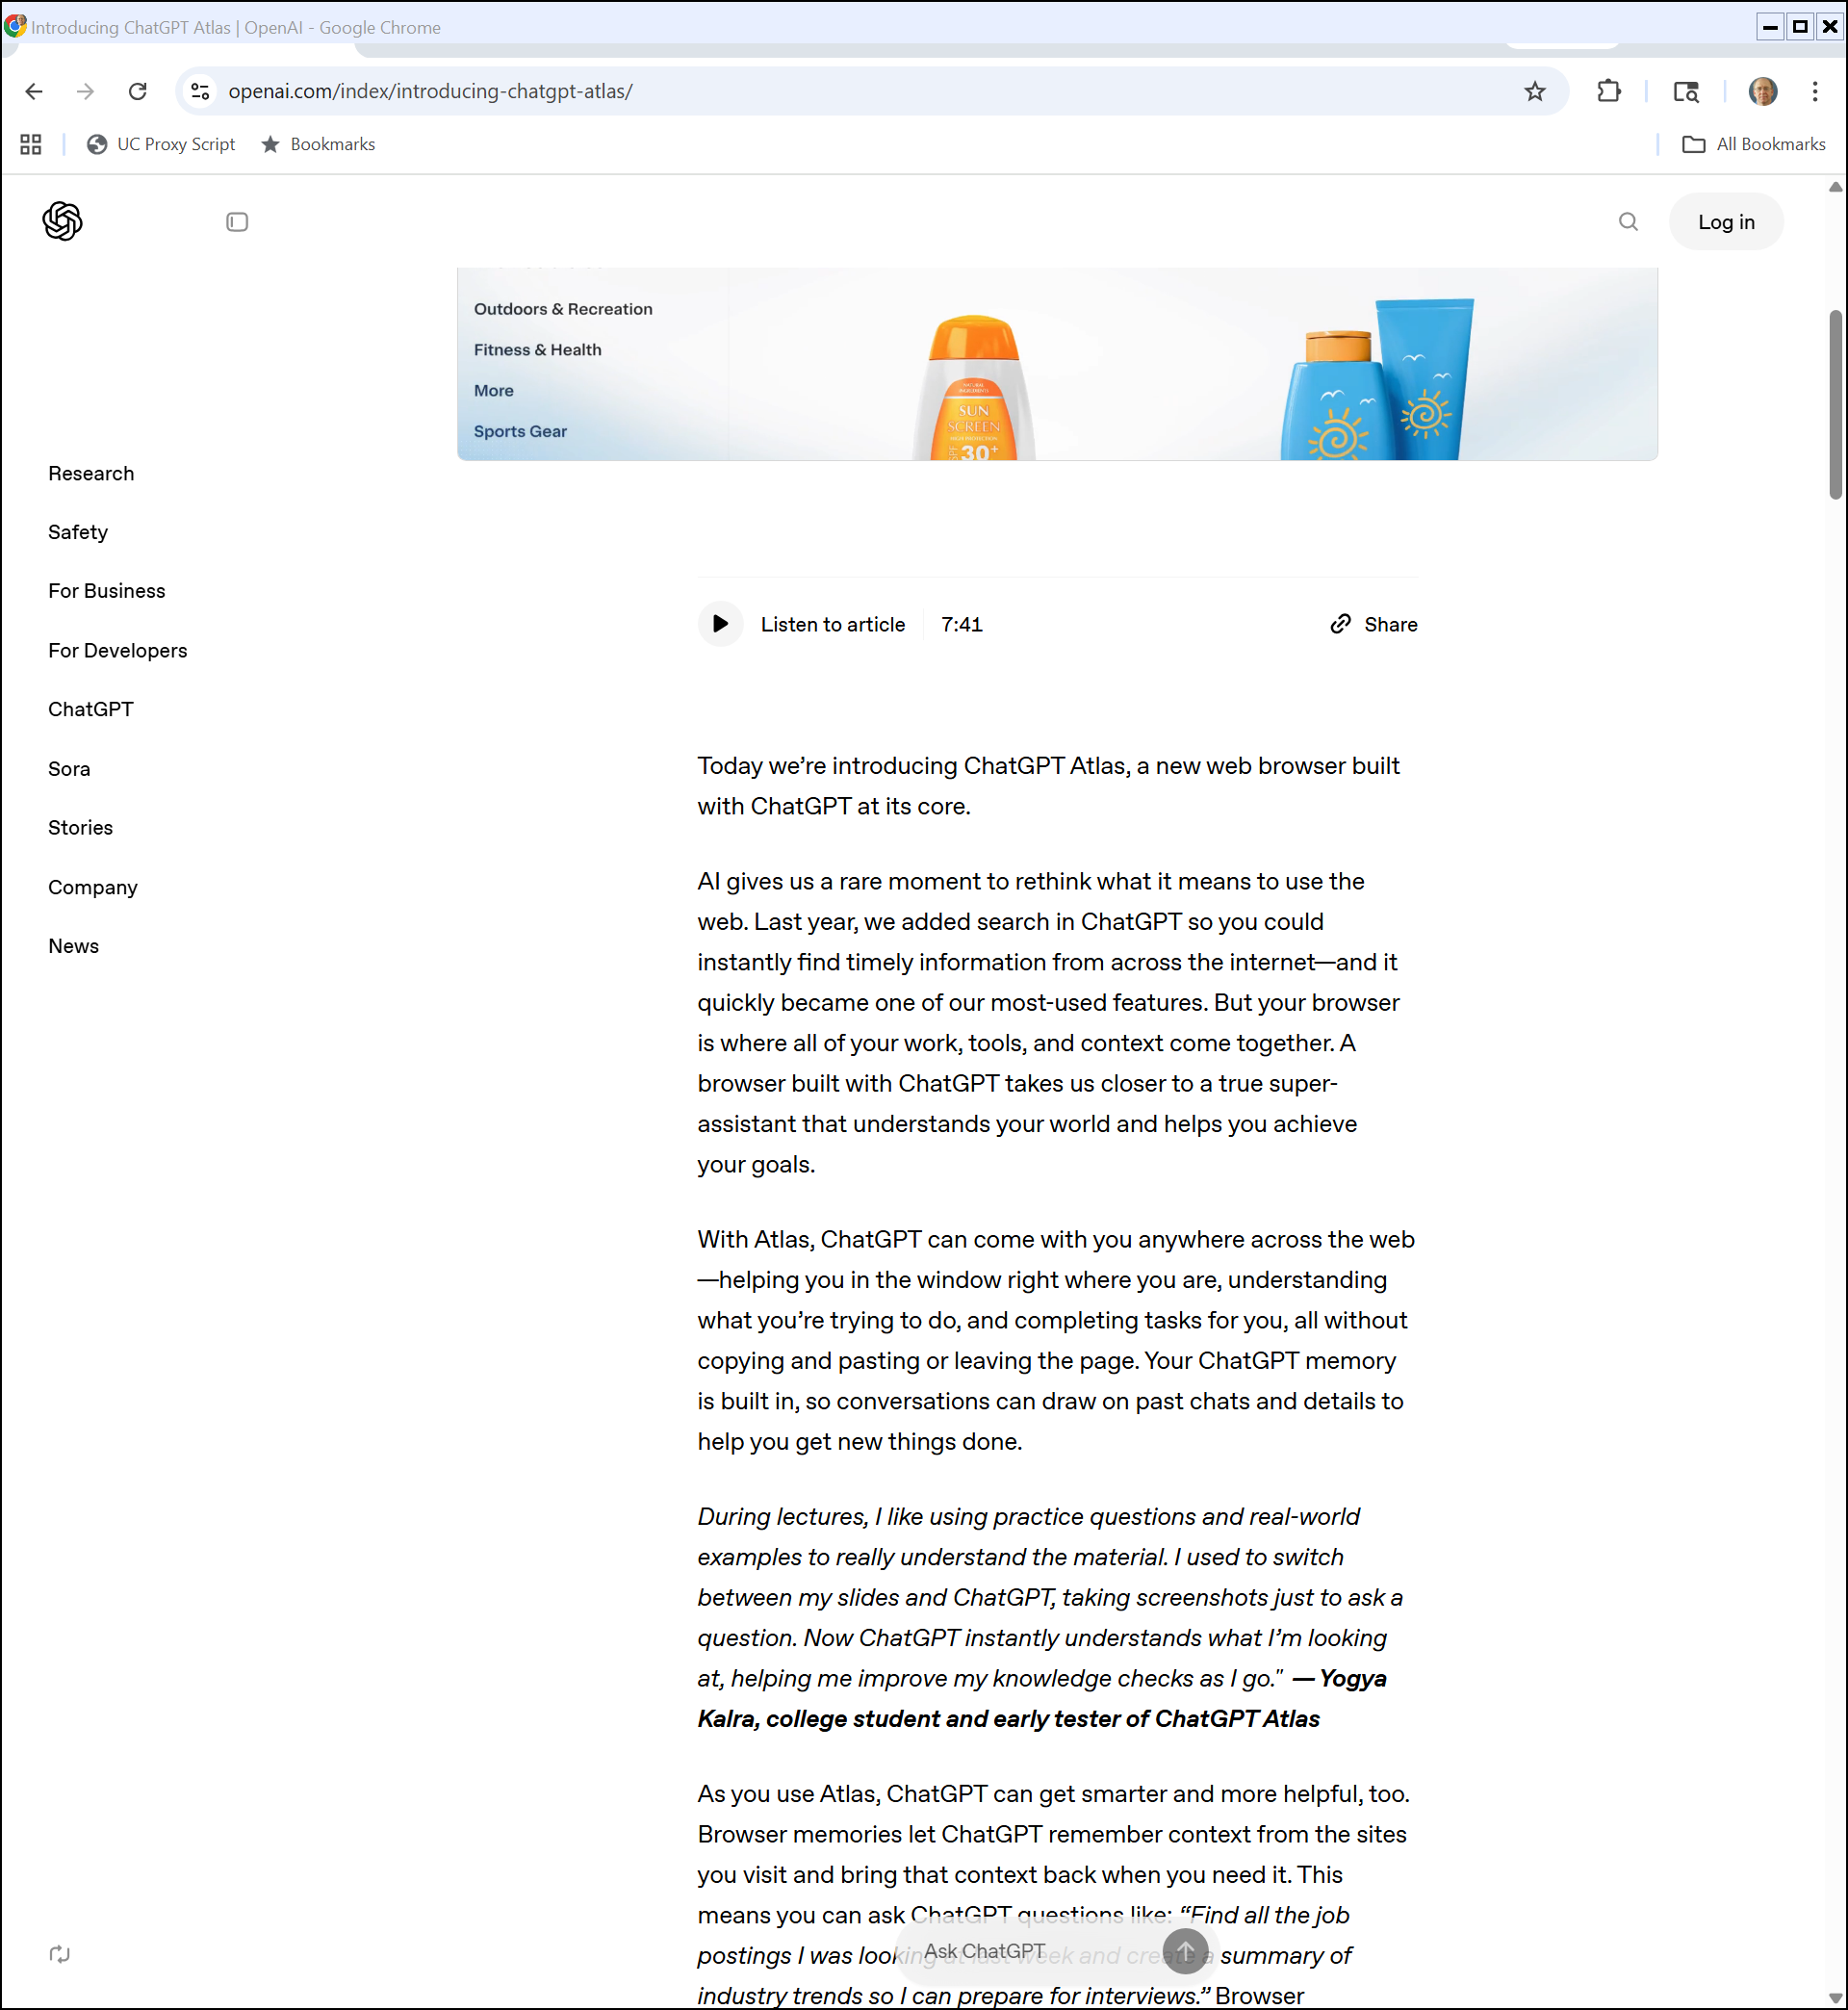 Introducing ChatGPT Atlas | OpenAI - Google Chrome
openai.com/index/introducing-chatgpt-atlas/
UC Proxy Script
Bookmarks
All Bookmarks
Log in
Outdoors & Recreation
Fitness & Health
More
Sports Gear
NATURAL
INGREDIENTS
SUN
SCREEN
HIGH PROTECTION
SPF 30+
Research
Safety
For Business
For Developers
ChatGPT
Sora
Stories
Company
News
Listen to article
7:41
Share
Today we’re introducing ChatGPT Atlas, a new web browser built
with ChatGPT at its core.
AI gives us a rare moment to rethink what it means to use the
web. Last year, we added search in ChatGPT so you could
instantly find timely information from across the internet—and it
quickly became one of our most-used features. But your browser
is where all of your work, tools, and context come together. A
browser built with ChatGPT takes us closer to a true super-
assistant that understands your world and helps you achieve
your goals.
With Atlas, ChatGPT can come with you anywhere across the web
—helping you in the window right where you are, understanding
what you’re trying to do, and completing tasks for you, all without
copying and pasting or leaving the page. Your ChatGPT memory
is built in, so conversations can draw on past chats and details to
help you get new things done.
During lectures, I like using practice questions and real-world
examples to really understand the material. I used to switch
between my slides and ChatGPT, taking screenshots just to ask a
question. Now ChatGPT instantly understands what I’m looking
at, helping me improve my knowledge checks as I go." — Yogya
Kalra, college student and early tester of ChatGPT Atlas
As you use Atlas, ChatGPT can get smarter and more helpful, too.
Browser memories let ChatGPT remember context from the sites
you visit and bring that context back when you need it. This
means you can ask ChatGPT questions like: “Find all the job
postings I was looking at last week and create a summary of
industry trends so I can prepare for interviews.” Browser
Ask ChatGPT